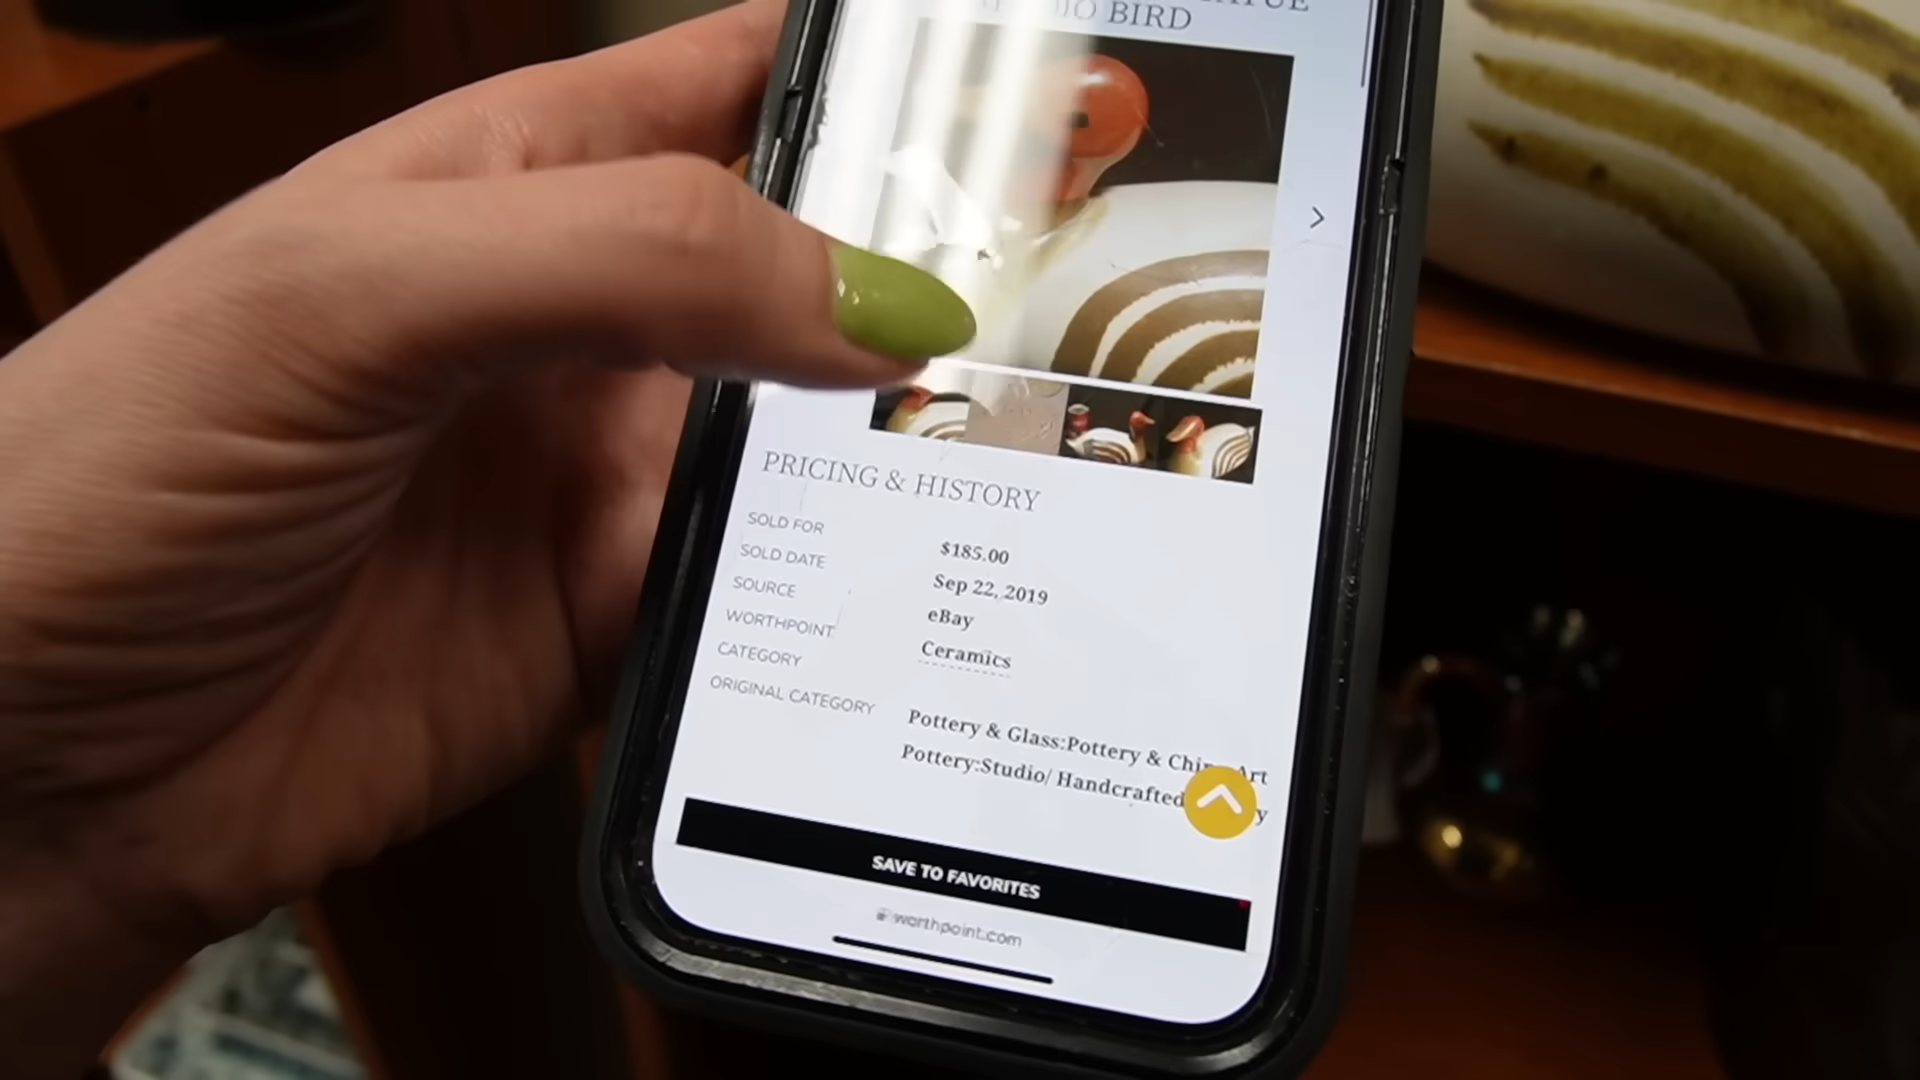 BIRD
PRICING & HISTORY
SOLD FOR
$185.00
SOLD DATE
Sep 22, 2019
SOURCE
eBay
WORTHPOINT
CATEGORY
Ceramics
ORIGINAL CATEGORY
Pottery & Glass:Pottery & Art
Pottery:Studio/ Handcrafted
SAVE TO FAVORITES
worthpoint.com